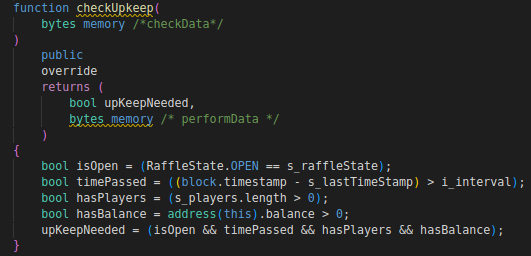 function checkUpkeep(
    bytes memory /*checkData*/
)
    public
    override
    returns (
        bool upKeepNeeded,
        bytes memory /* performData */
    )
{
    bool isOpen = (RaffleState.OPEN == s_raffleState);
    bool timePassed = ((block.timestamp - s_lastTimeStamp) > i_interval);
    bool hasPlayers = (s_players.length > 0);
    bool hasBalance = address(this).balance > 0;
    upKeepNeeded = (isOpen && timePassed && hasPlayers && hasBalance);
}